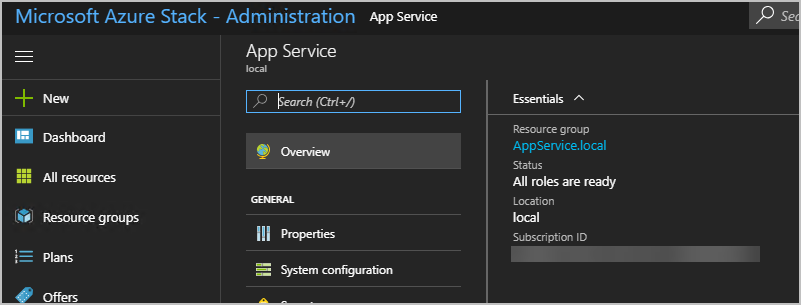 Microsoft Azure Stack - Administration App Service
App Service
local
Search (Ctrl+/)
Overview
GENERAL
Properties
System configuration
New
Dashboard
All resources
Resource groups
Plans
Offers
Essentials
Resource group
AppService.local
Status
All roles are ready
Location
local
Subscription ID